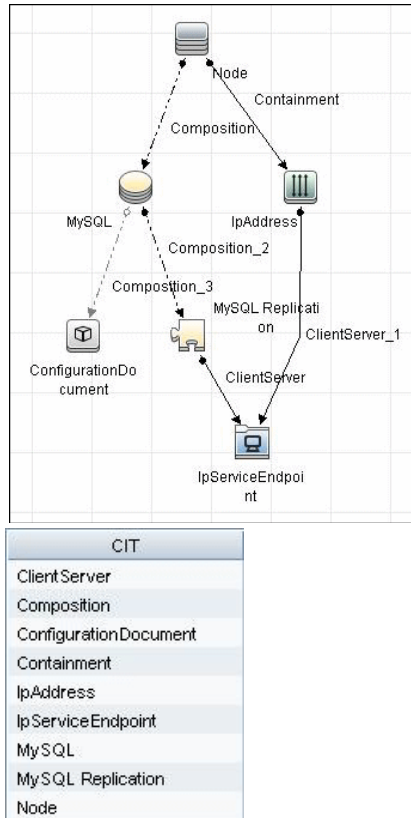 Node
Containment
Composition
MySQL
IpAddress
Composition_2
Composition_3
MySQL Replicati
on
ClientServer_1
ConfigurationDo
cument
ClientServer
IpServiceEndpoi
nt
CIT
ClientServer
Composition
ConfigurationDocument
Containment
IpAddress
IpServiceEndpoint
MySQL
MySQL Replication
Node